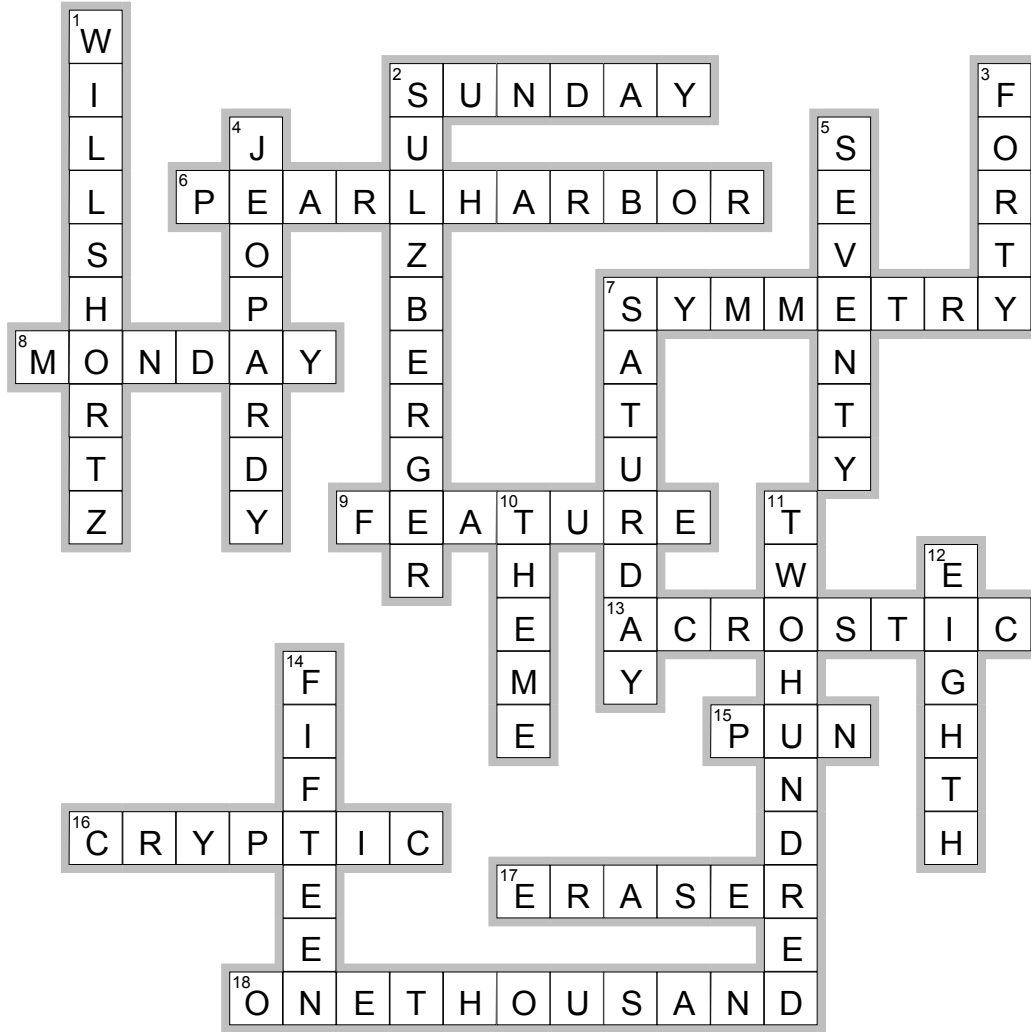 1 WILLSHORTZ
2 SUNDAY
SULZBERGER
3 FORTY
4 JEOPARDY
5 SEVENTY
6 PEARLHARBOR
7 SYMMETRY
SATURDAY
8 MONDAY
9 FEATURE
10 THEME
11 TWOHUNDRED
12 EIGHTH
13 ACROSTIC
14 FIFTEEN
15 PUN
16 CRYPTIC
17 ERASER
18 ONETHOUSAND